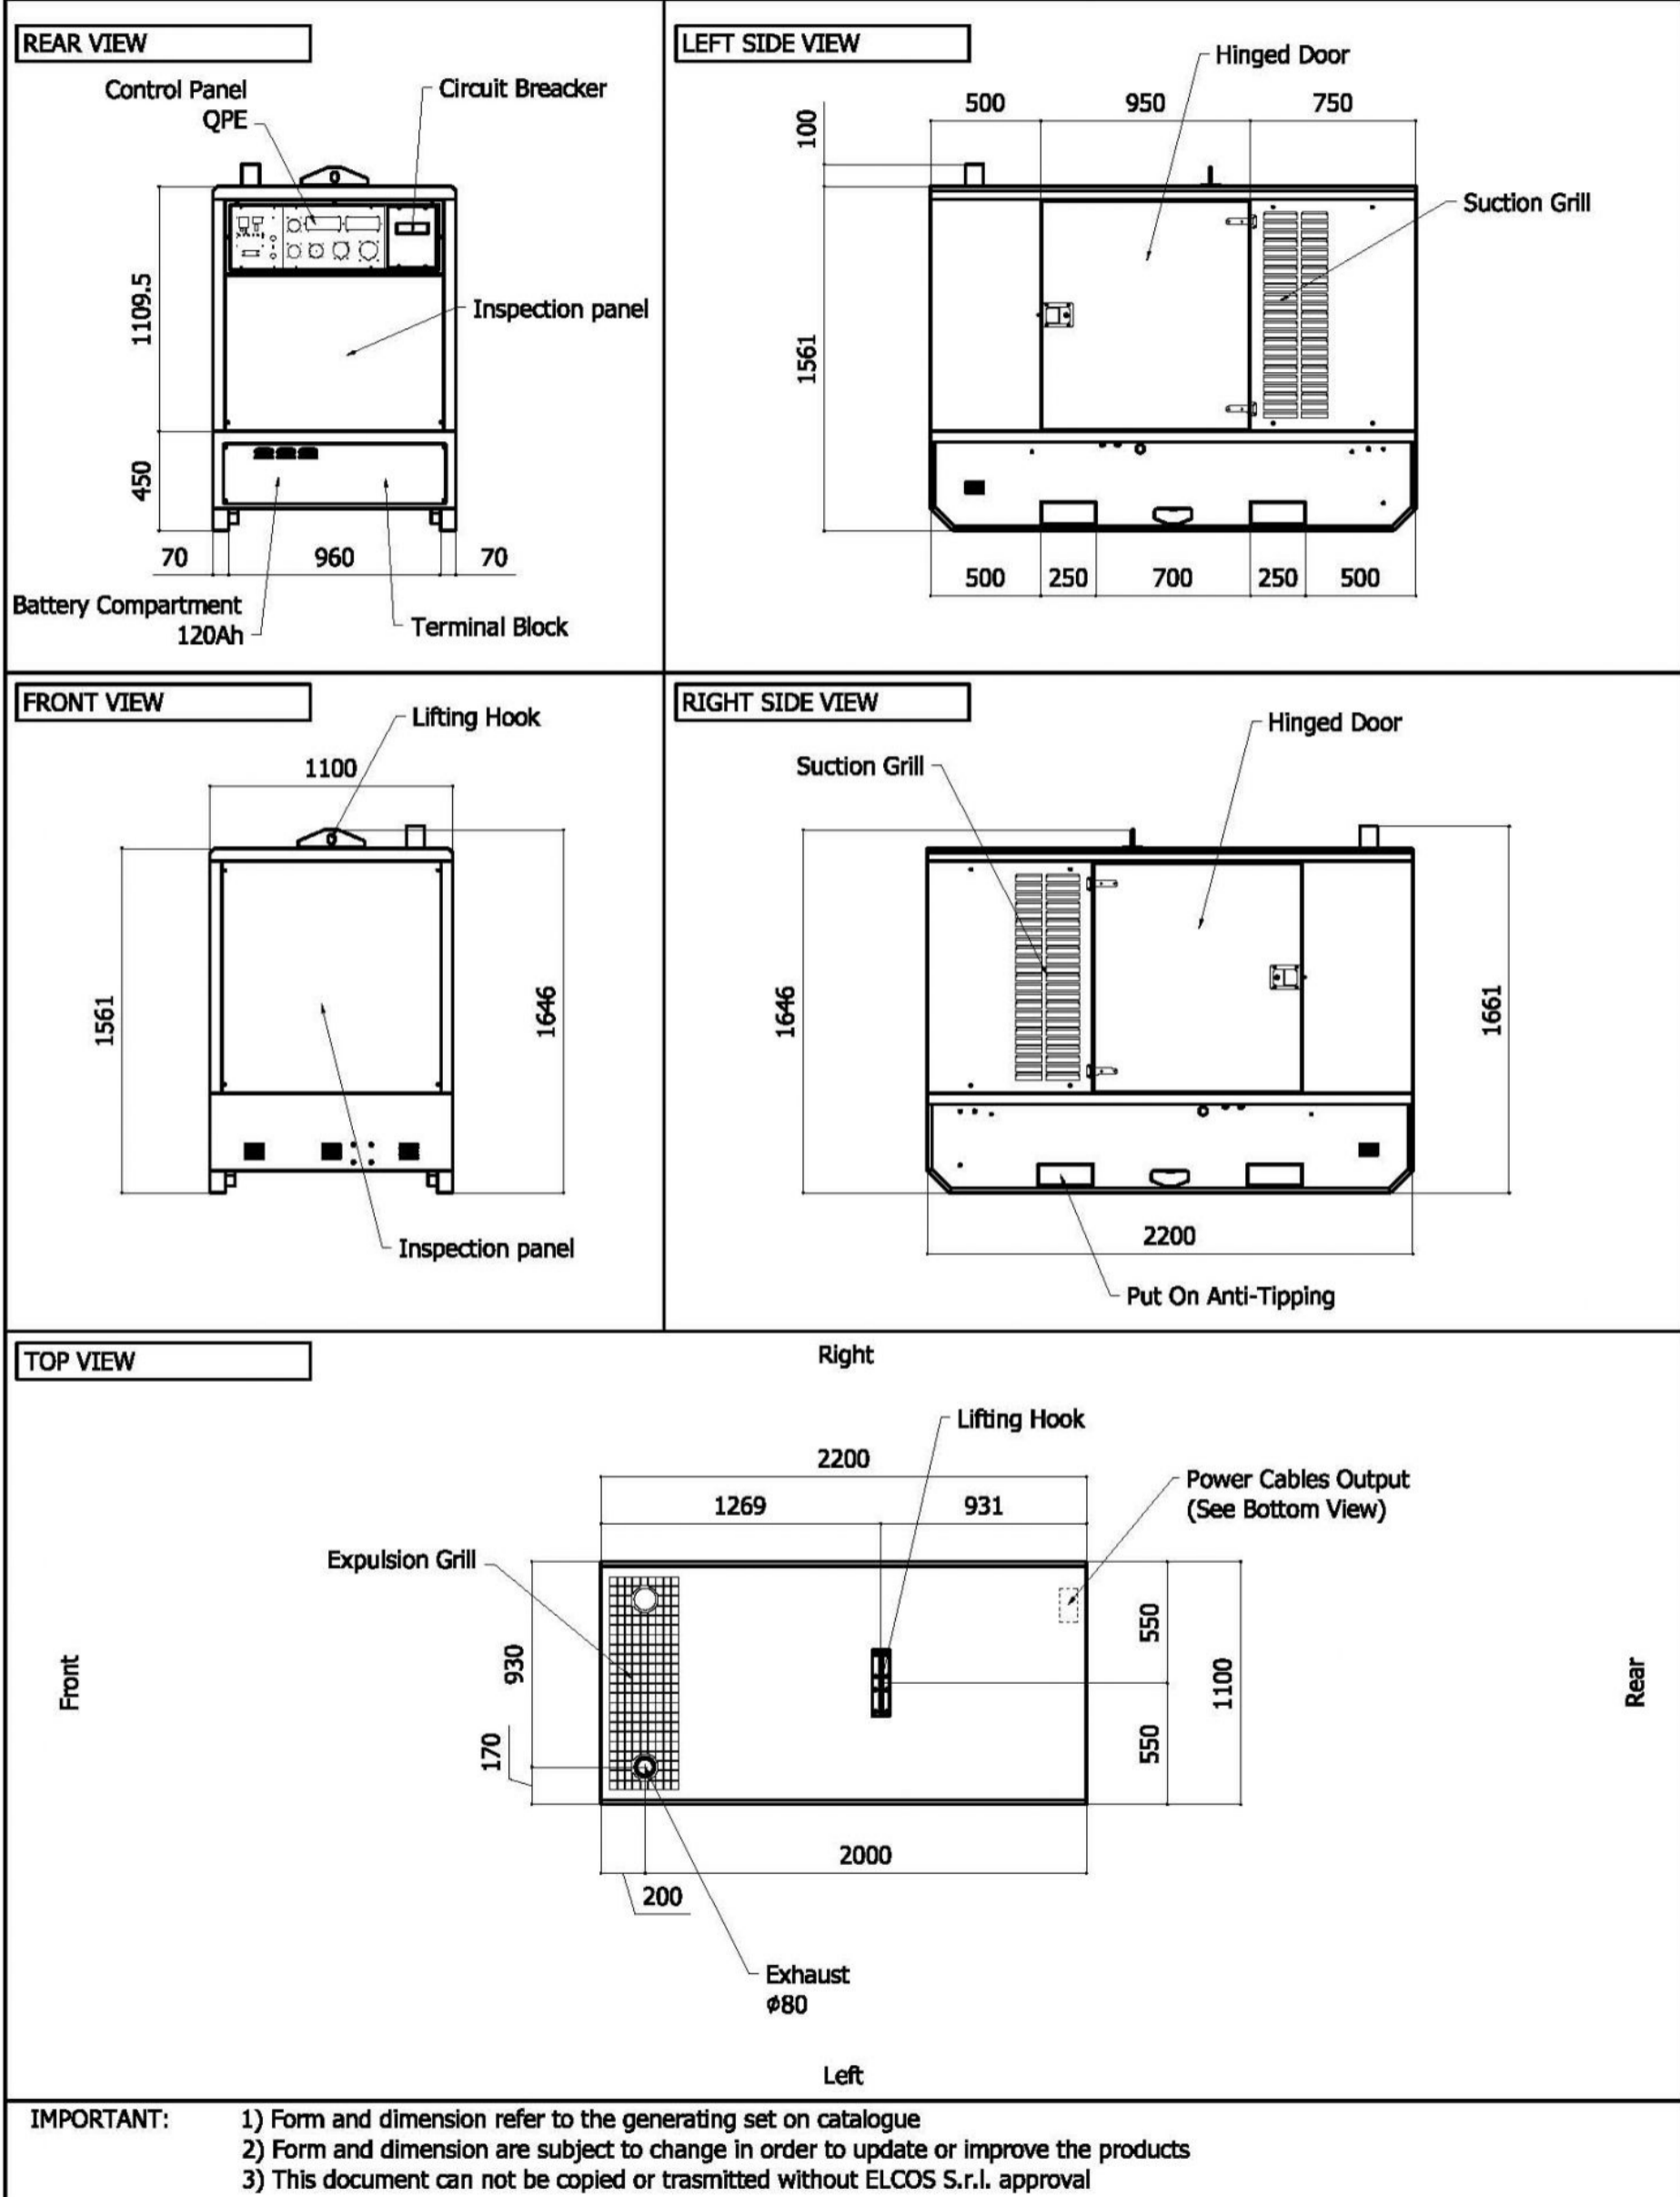 REAR VIEW
Control Panel
QPE
Circuit Breacker
1109.5
Inspection panel
450
70
960
70
Battery Compartment
120Ah
Terminal Block
LEFT SIDE VIEW
Hinged Door
500
950
750
100
Suction Grill
1561
500
250
700
250
500
FRONT VIEW
Lifting Hook
1100
1561
1646
Inspection panel
RIGHT SIDE VIEW
Hinged Door
Suction Grill
1646
1661
2200
Put On Anti-Tipping
TOP VIEW
Right
Lifting Hook
2200
Power Cables Output
(See Bottom View)
1269
931
Expulsion Grill
550
930
Front
1100
Rear
170
550
2000
200
Exhaust
ϕ80
Left
IMPORTANT:
1) Form and dimension refer to the generating set on catalogue
2) Form and dimension are subject to change in order to update or improve the products
3) This document can not be copied or trasmitted without ELCOS S.r.l. approval